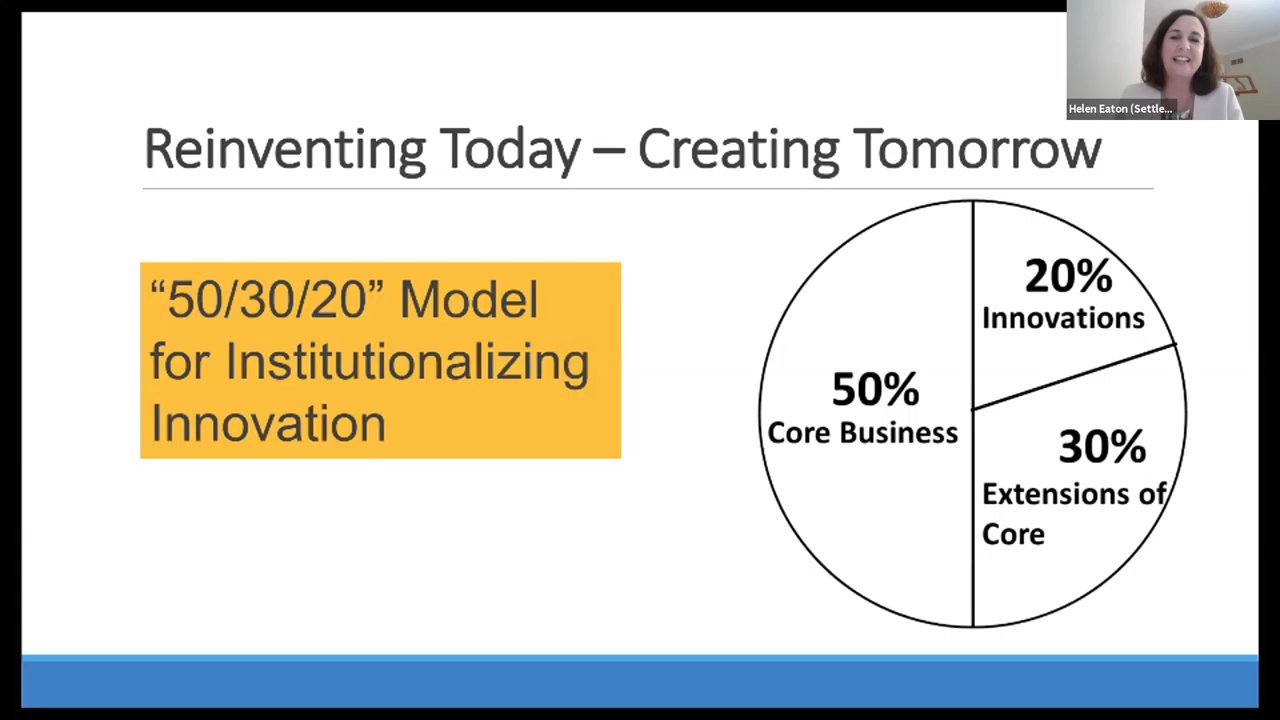 Helen Eaton (Settle...
Reinventing Today – Creating Tomorrow
“50/30/20” Model
for Institutionalizing
Innovation
20%
Innovations
50%
Core Business
30%
Extensions of
Core